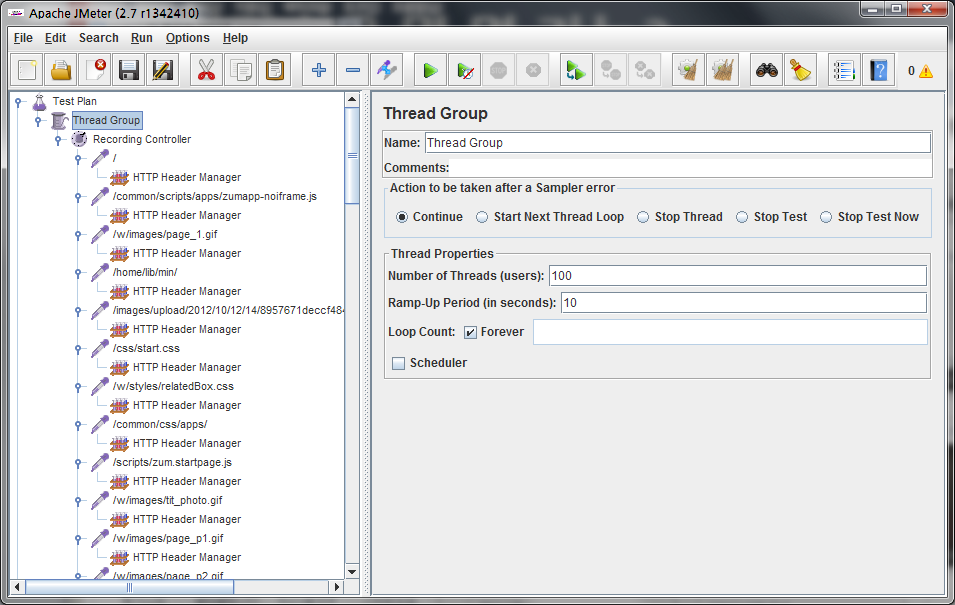 Apache JMeter (2.7 r1342410)
File Edit Search Run Options Help
0
Test Plan
Thread Group
Recording Controller
/
HTTP Header Manager
/common/scripts/apps/zumapp-noiframe.js
HTTP Header Manager
/w/images/page_1.gif
HTTP Header Manager
/home/lib/min/
HTTP Header Manager
/images/upload/2012/10/12/14/8957671deccf484
HTTP Header Manager
/css/start.css
HTTP Header Manager
/w/styles/relatedBox.css
HTTP Header Manager
/common/css/apps/
HTTP Header Manager
/scripts/zum.startpage.js
HTTP Header Manager
/w/images/tit_photo.gif
HTTP Header Manager
/w/images/page_p1.gif
HTTP Header Manager
/w/images/page_p2.gif
Thread Group
Name: Thread Group
Comments:
Action to be taken after a Sampler error
Continue Start Next Thread Loop Stop Thread Stop Test Stop Test Now
Thread Properties
Number of Threads (users): 100
Ramp-Up Period (in seconds): 10
Loop Count: Forever
Scheduler